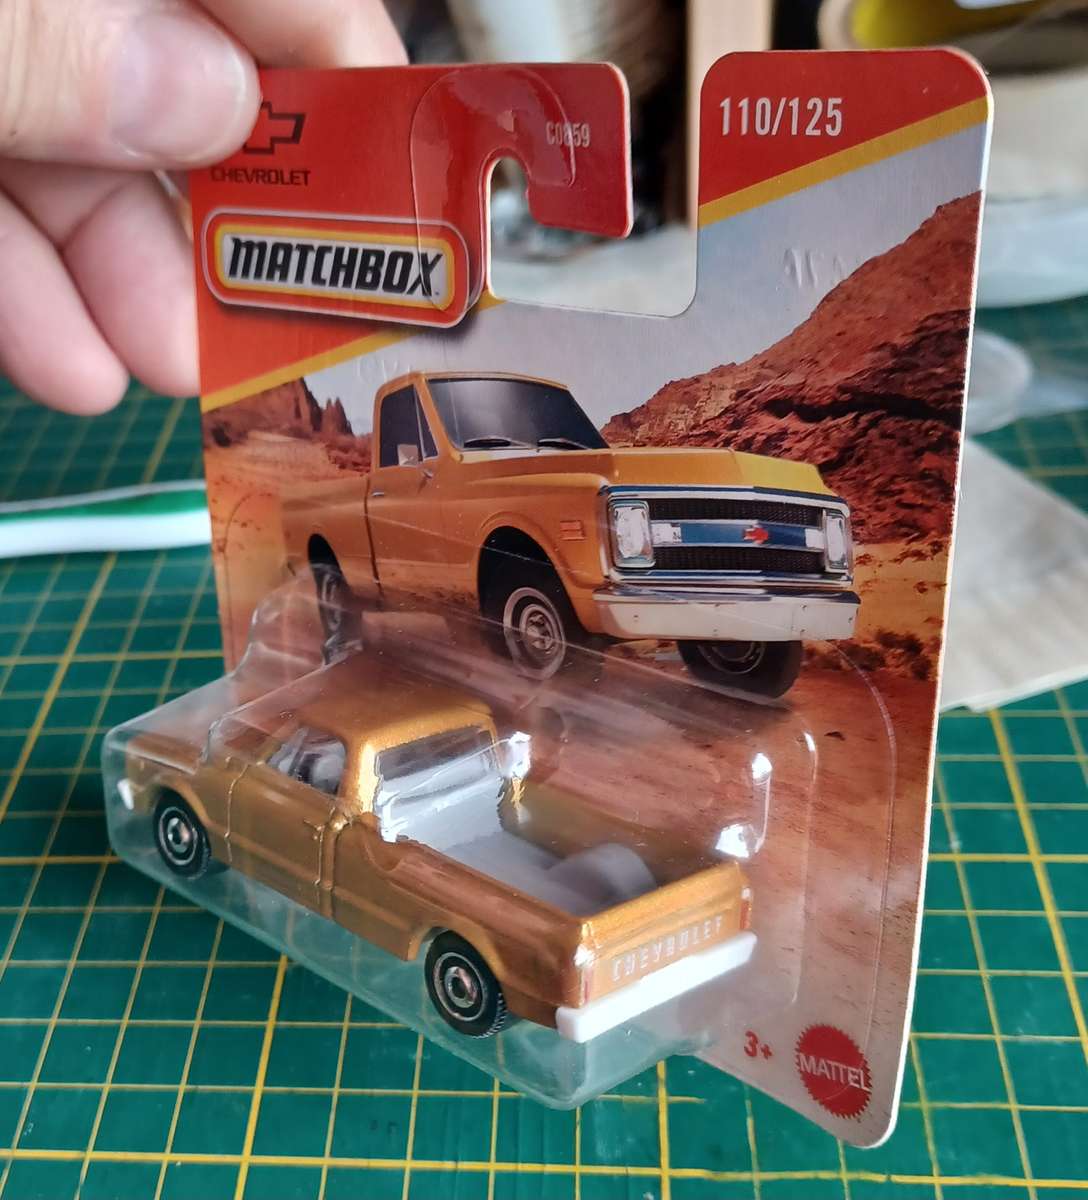 CHEVROLET
C0859
110/125
MATCHBOX
CHEVROLET
3+
MATTEL